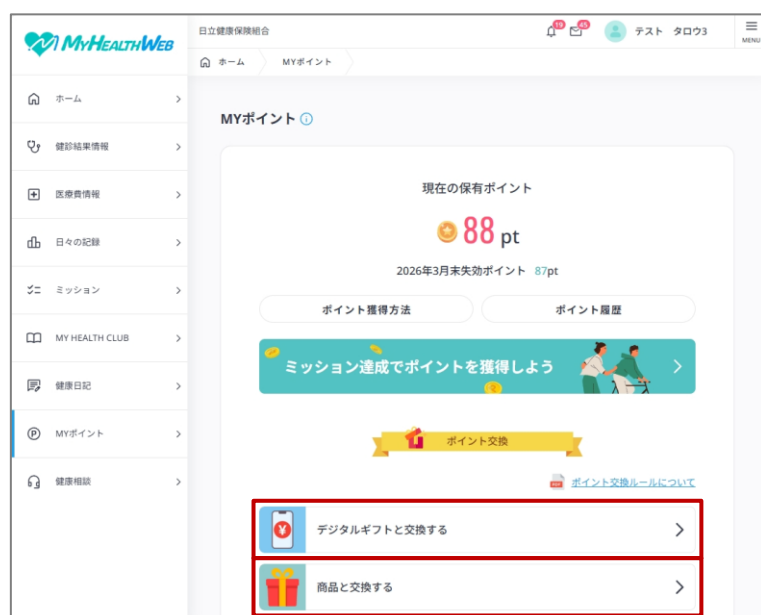 MYHEALTHWEB
日立健康保険組合
19
45
テスト タロウ3
MENU
ホーム
MYポイント
ホーム
健診結果情報
医療費情報
日々の記録
ミッション
MY HEALTH CLUB
健康日記
MYポイント
健康相談
MYポイント
現在の保有ポイント
88 pt
2026年3月末失効ポイント 87pt
ポイント獲得方法
ポイント履歴
ミッション達成でポイントを獲得しよう
ポイント交換
ポイント交換ルールについて
デジタルギフトと交換する
商品と交換する